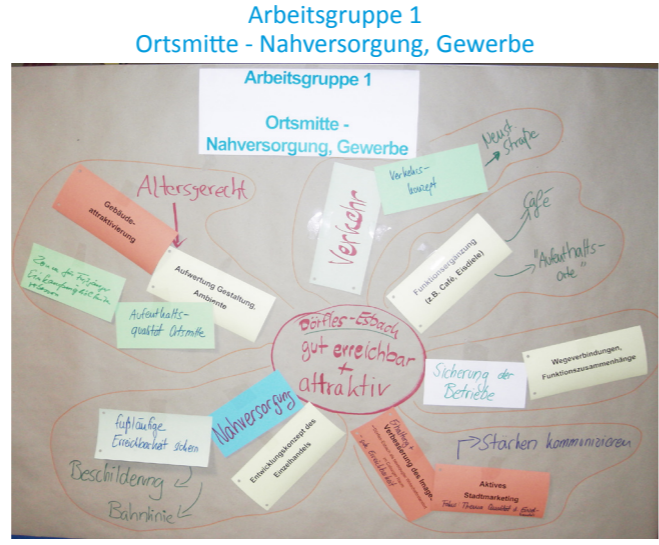 Arbeitsgruppe 1
Ortsmitte - Nahversorgung, Gewerbe
Arbeitsgruppe 1
Ortsmitte -
Nahversorgung, Gewerbe
Altersgerecht
Gebäude-
attraktivierung
Aufwertung Gestaltung,
Ambiente
Aufenthalts-
qualität Ortsmitte
Verkehr
Verkehrs-
konzept
Neust.
Straße
Funktionsergänzung
(z.B. Café, Eisdiele)
Café
"Aufenthalts-
orte"
Dörfles-Esbach
gut erreichbar
+
attraktiv
Sicherung der
Betriebe
Wegeverbindungen,
Funktionszusammenhänge
Nahversorgung
fußläufige
Erreichbarkeit sichern
Beschilderung
Bahnlinie
Entwicklungskonzept des
Einzelhandels
Erhaltung +
Verbesserung des Image,
Stärken kommunizieren
Aktives
Stadtmarketing